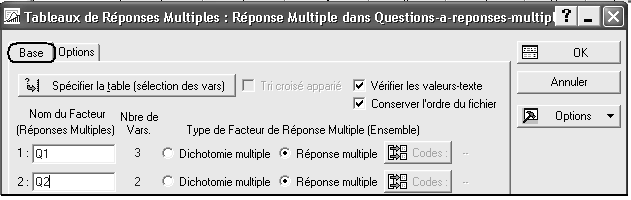 Tableaux de Réponses Multiples : Réponse Multiple dans Questions-a-reponses-multipl
Base Options
OK
Spécifier la table (sélection des vars) Tri croisé apparié Vérifier les valeurs-texte
Annuler
Conserver l'ordre du fichier
Options
Nom du Facteur Nbre de
(Réponses Multiples) Vars. Type de Facteur de Réponse Multiple (Ensemble)
1 : Q1 3 Dichotomie multiple Réponse multiple Codes : --
2 : Q2 2 Dichotomie multiple Réponse multiple Codes : --